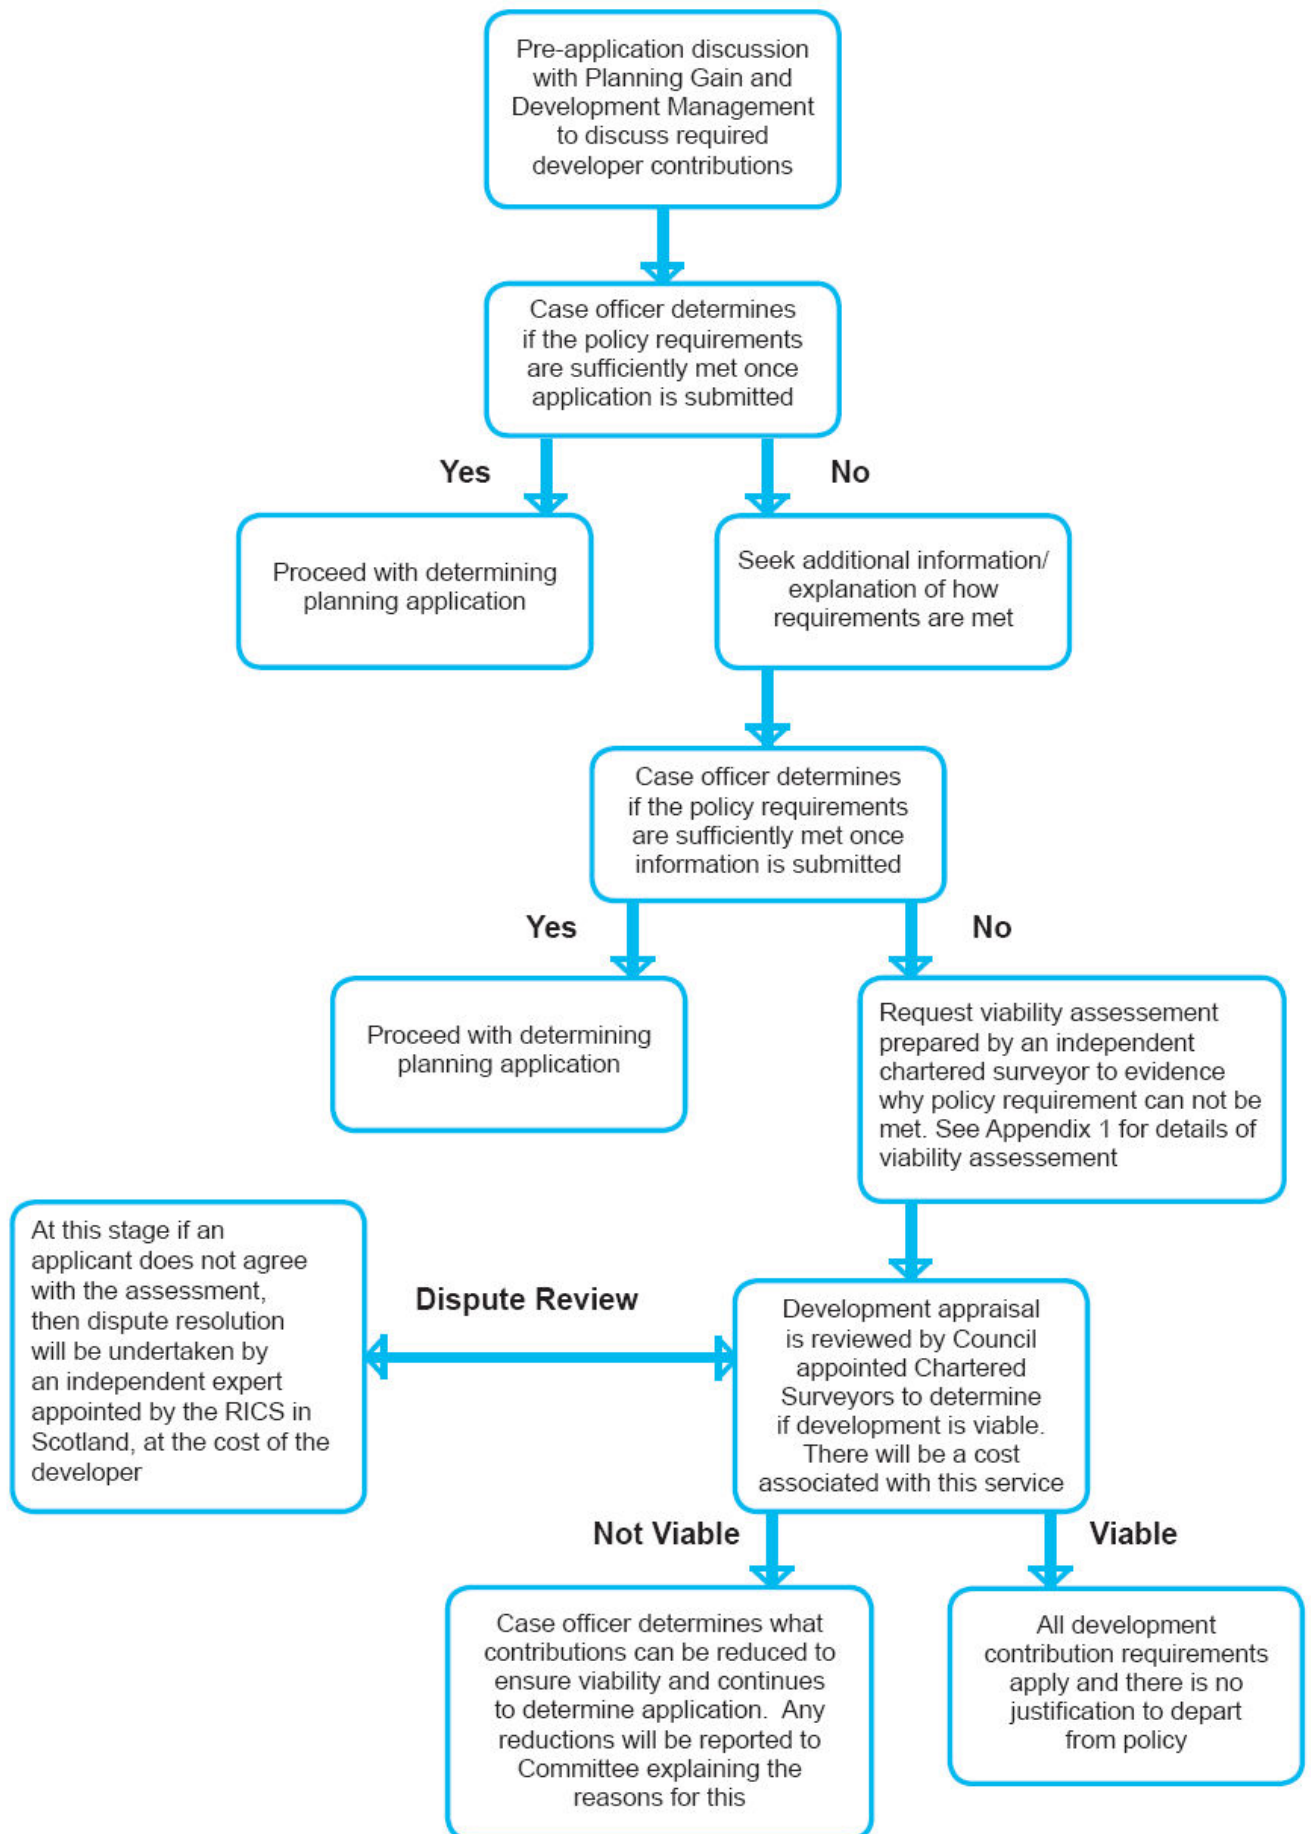 Pre-application discussion
with Planning Gain and
Development Management
to discuss required
developer contributions
Case officer determines
if the policy requirements
are sufficiently met once
application is submitted
Yes
No
Proceed with determining
planning application
Seek additional information/
explanation of how
requirements are met
Case officer determines
if the policy requirements
are sufficiently met once
information is submitted
Yes
No
Proceed with determining
planning application
Request viability assessement
prepared by an independent
chartered surveyor to evidence
why policy requirement can not be
met. See Appendix 1 for details of
viability assessement
At this stage if an
applicant does not agree
with the assessment,
then dispute resolution
will be undertaken by
an independent expert
appointed by the RICS in
Scotland, at the cost of the
developer
Dispute Review
Development appraisal
is reviewed by Council
appointed Chartered
Surveyors to determine
if development is viable.
There will be a cost
associated with this service
Not Viable
Viable
Case officer determines what
contributions can be reduced to
ensure viability and continues
to determine application.  Any
reductions will be reported to
Committee explaining the
reasons for this
All development
contribution requirements
apply and there is no
justification to depart
from policy